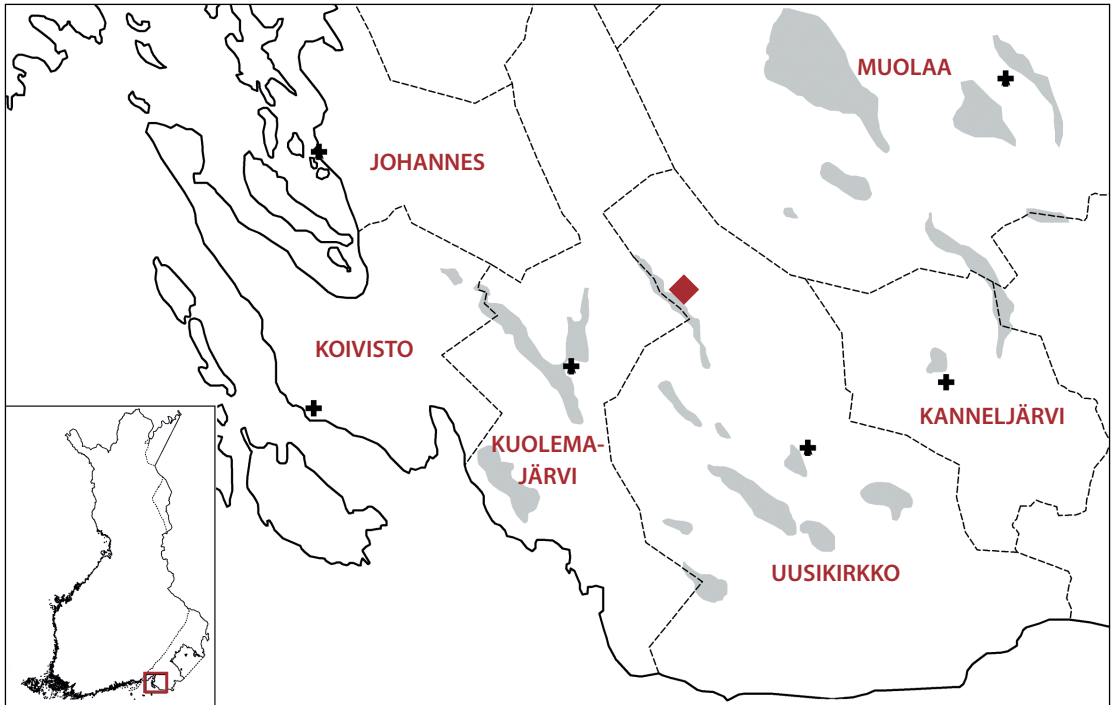 MUOLAA
JOHANNES
KOIVISTO
KANNELJÄRVI
KUOLEMA-
JÄRVI
UUSIKIRKKO